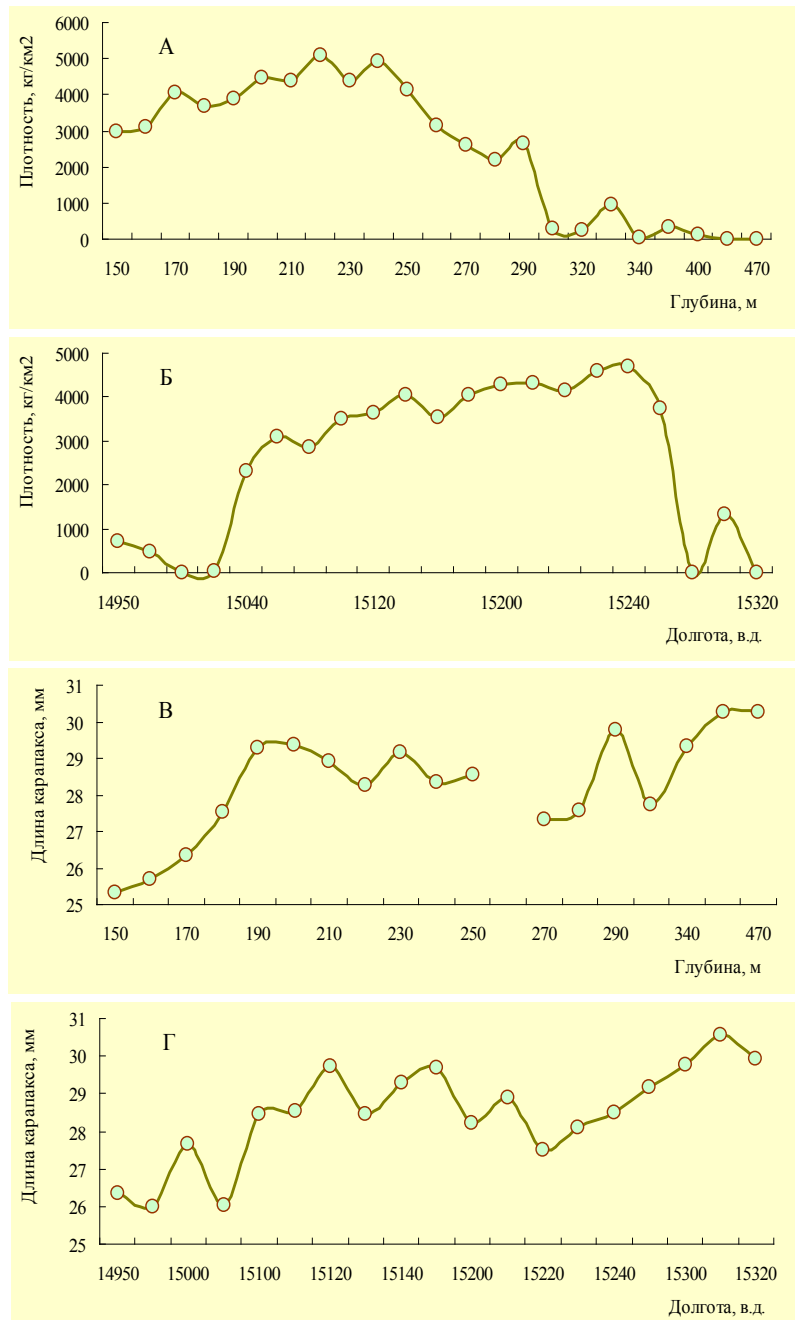 А
Плотность, кг/км2
6000
5000
4000
3000
2000
1000
0
150 170 190 210 230 250 270 290 320 340 400 470
Глубина, м
Б
Плотность, кг/км2
5000
4000
3000
2000
1000
0
14950 15040 15120 15200 15240 15320
Долгота, в.д.
В
Длина карапакса, мм
31
30
29
28
27
26
25
150 170 190 210 230 250 270 290 340 470
Глубина, м
Г
Длина карапакса, мм
31
30
29
28
27
26
25
14950 15000 15100 15120 15140 15200 15220 15240 15300 15320
Долгота, в.д.